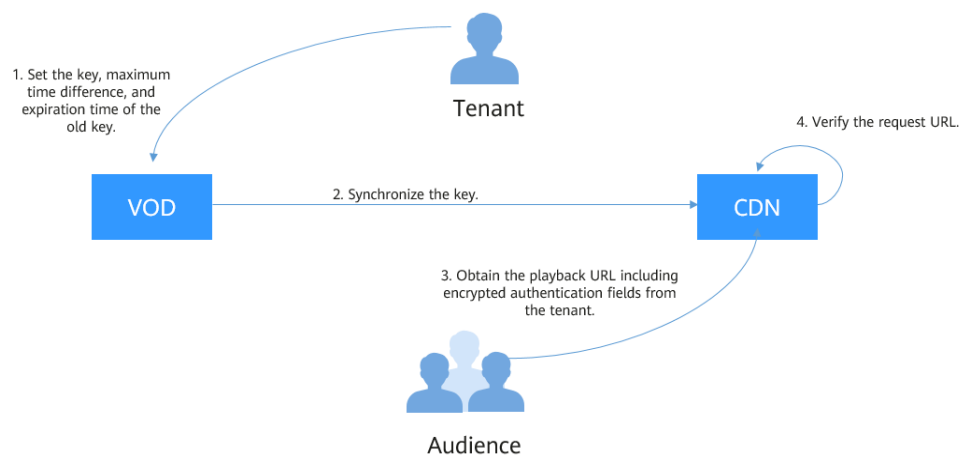 1. Set the key, maximum
time difference, and
expiration time of the
old key.
Tenant
4. Verify the request URL.
VOD
2. Synchronize the key.
CDN
3. Obtain the playback URL including
encrypted authentication fields from
the tenant.
Audience